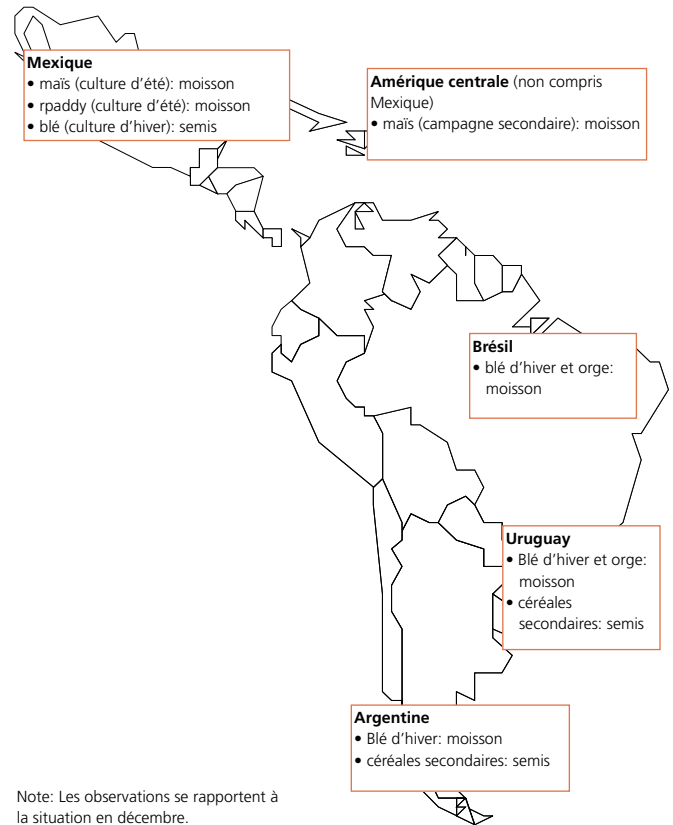 Mexique
• maïs (culture d'été): moisson
• rpaddy (culture d'été): moisson
• blé (culture d'hiver): semis
Amérique centrale (non compris
Mexique)
• maïs (campagne secondaire): moisson
Brésil
• blé d'hiver et orge:
moisson
Uruguay
• Blé d'hiver et orge:
moisson
• céréales
secondaires: semis
Argentine
• Blé d'hiver: moisson
• céréales secondaires: semis
Note: Les observations se rapportent à
la situation en décembre.